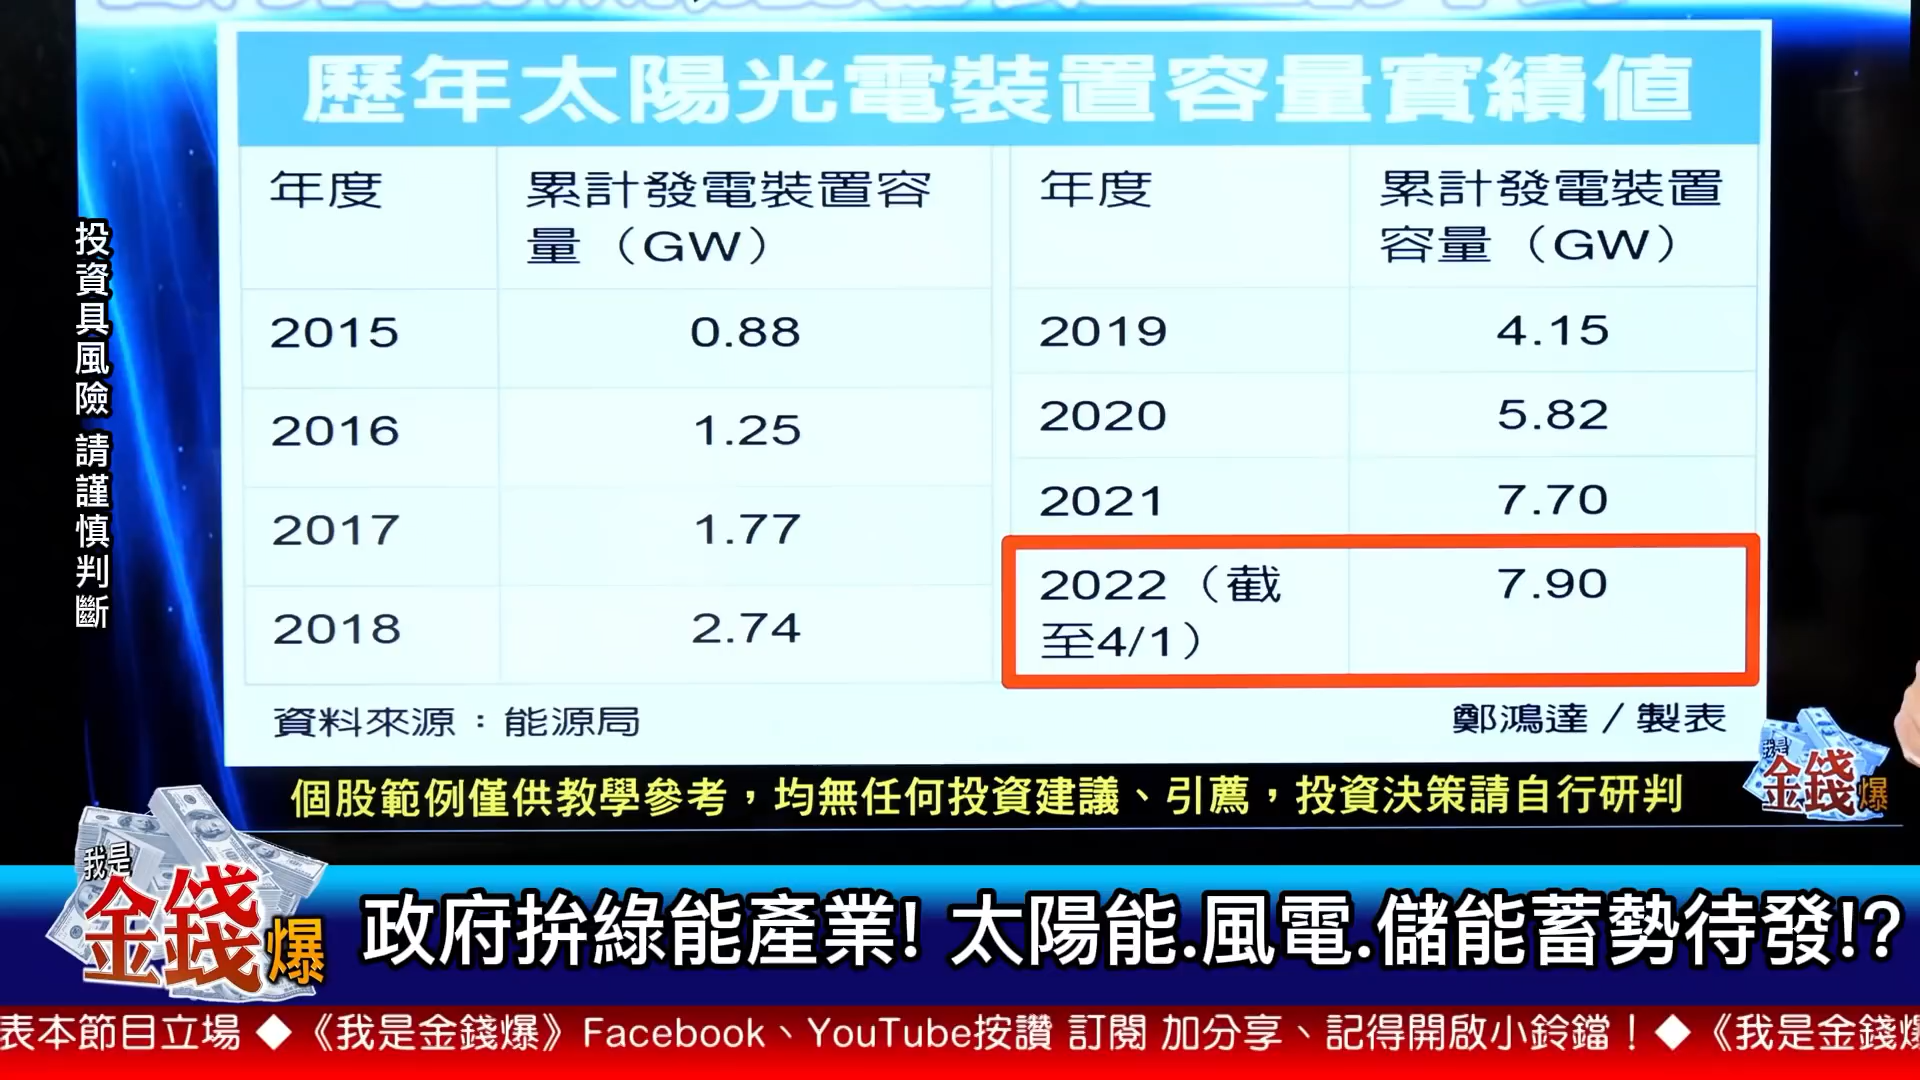 歷年太陽光電裝置容量實績值
年度
累計發電裝置容
量（GW）
2015
0.88
2016
1.25
2017
1.77
2018
2.74
年度
累計發電裝置
容量（GW）
2019
4.15
2020
5.82
2021
7.70
2022（截
至4/1）
7.90
資料來源：能源局
鄭鴻達／製表
投資具風險 請謹慎判斷
個股範例僅供教學參考，均無任何投資建議、引薦，投資決策請自行研判
我是
金錢爆
我是
金錢爆
政府拚綠能產業! 太陽能.風電.儲能蓄勢待發!?
表本節目立場 ◆《我是金錢爆》Facebook、YouTube按讚 訂閱 加分享、記得開啟小鈴鐺！◆《我是金錢爆